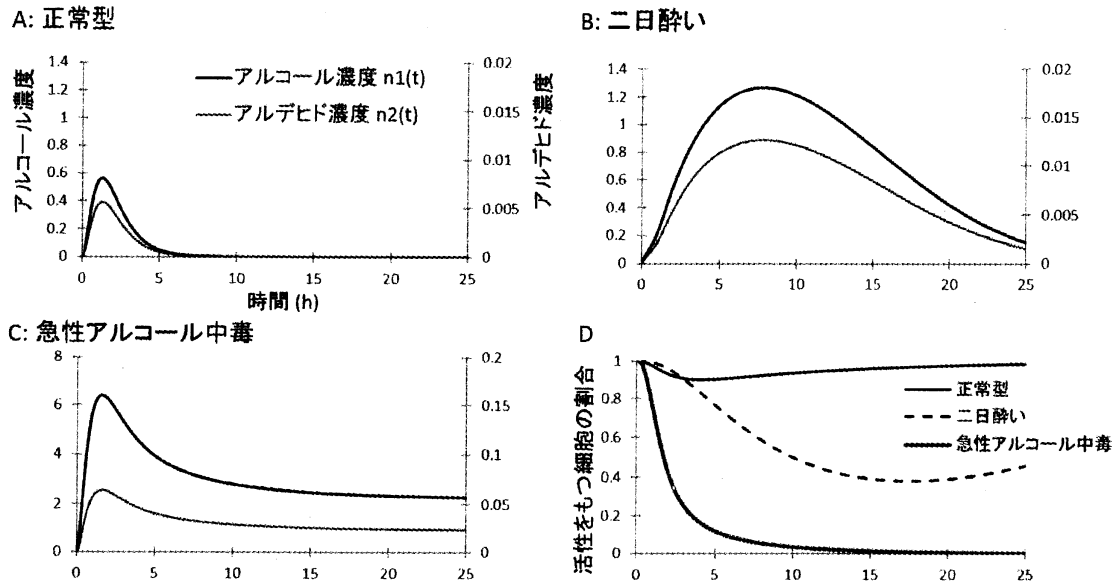 A: 正常型
アルコール濃度
1.4
1.2
1
0.8
0.6
0.4
0.2
0
0.02
0.015
0.01
0.005
0
アルデヒド濃度
アルコール濃度 n1(t)
アルデヒド濃度 n2(t)
0 5 10 15 20 25
時間 (h)
B: 二日酔い
1.4
1.2
1
0.8
0.6
0.4
0.2
0
0.02
0.015
0.01
0.005
0
0 5 10 15 20 25
C: 急性アルコール中毒
8
6
4
2
0
0.2
0.15
0.1
0.05
0
0 5 10 15 20 25
D
活性をもつ細胞の割合
1
0.8
0.6
0.4
0.2
0
正常型
二日酔い
急性アルコール中毒
0 5 10 15 20 25